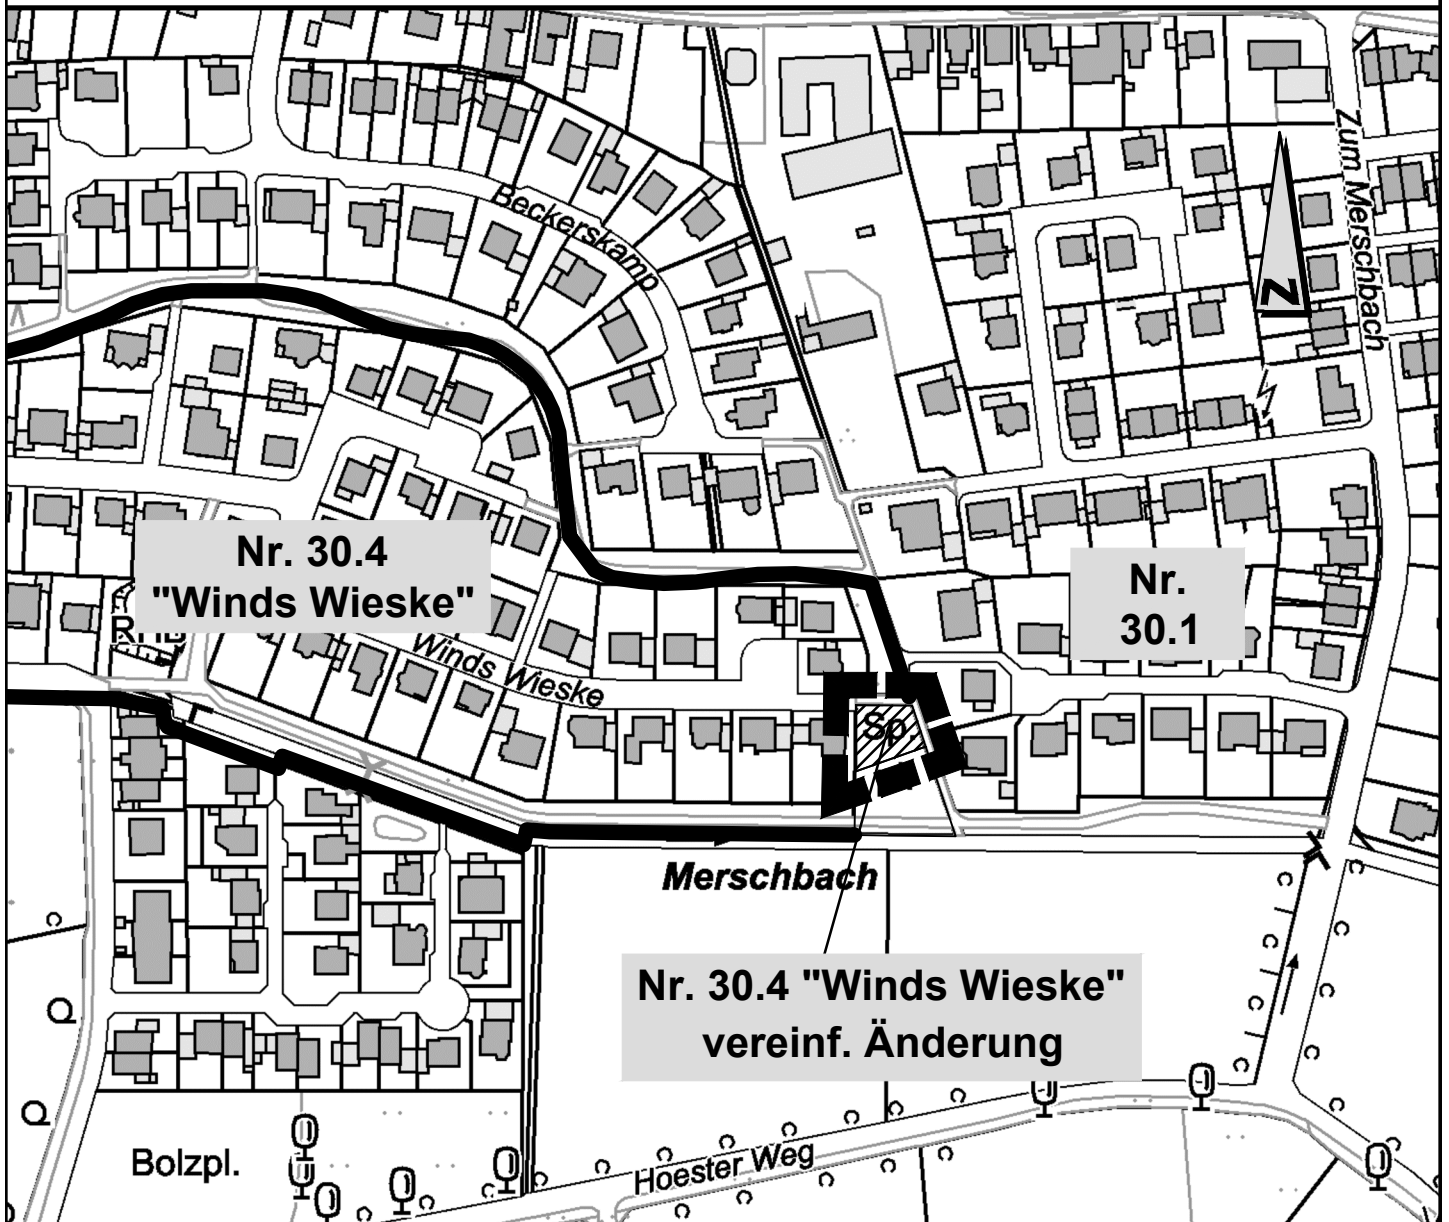 Beckerskamp
Zum Merschbach
N
Nr. 30.4
"Winds Wieske"
Nr.
30.1
RHB
Winds Wieske
Sp
Merschbach
Nr. 30.4 "Winds Wieske"
vereinf. Änderung
Bolzpl.
Hoester Weg